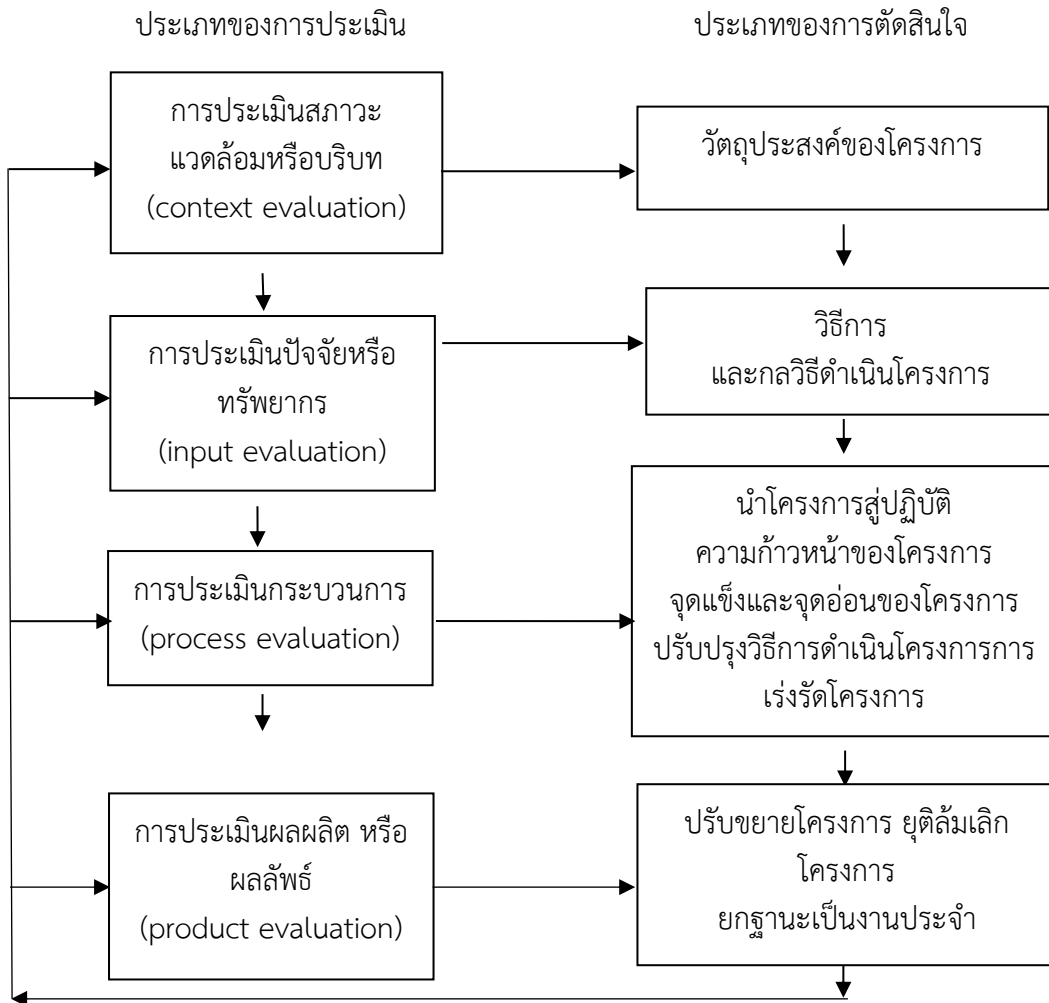 ประเภทของการประเมิน
ประเภทของการตัดสินใจ
การประเมินสภาวะ
แวดล้อมหรือบริบท
(context evaluation)
วัตถุประสงค์ของโครงการ
การประเมินปัจจัยหรือ
ทรัพยากร
(input evaluation)
วิธีการ
และกลวิธีดำเนินโครงการ
การประเมินกระบวนการ
(process evaluation)
นำโครงการสู่ปฏิบัติ
ความก้าวหน้าของโครงการ
จุดแข็งและจุดอ่อนของโครงการ
ปรับปรุงวิธีการดำเนินโครงการการ
เร่งรัดโครงการ
การประเมินผลผลิต หรือ
ผลลัพธ์
(product evaluation)
ปรับขยายโครงการ ยุติล้มเลิก
โครงการ
ยกฐานะเป็นงานประจำ